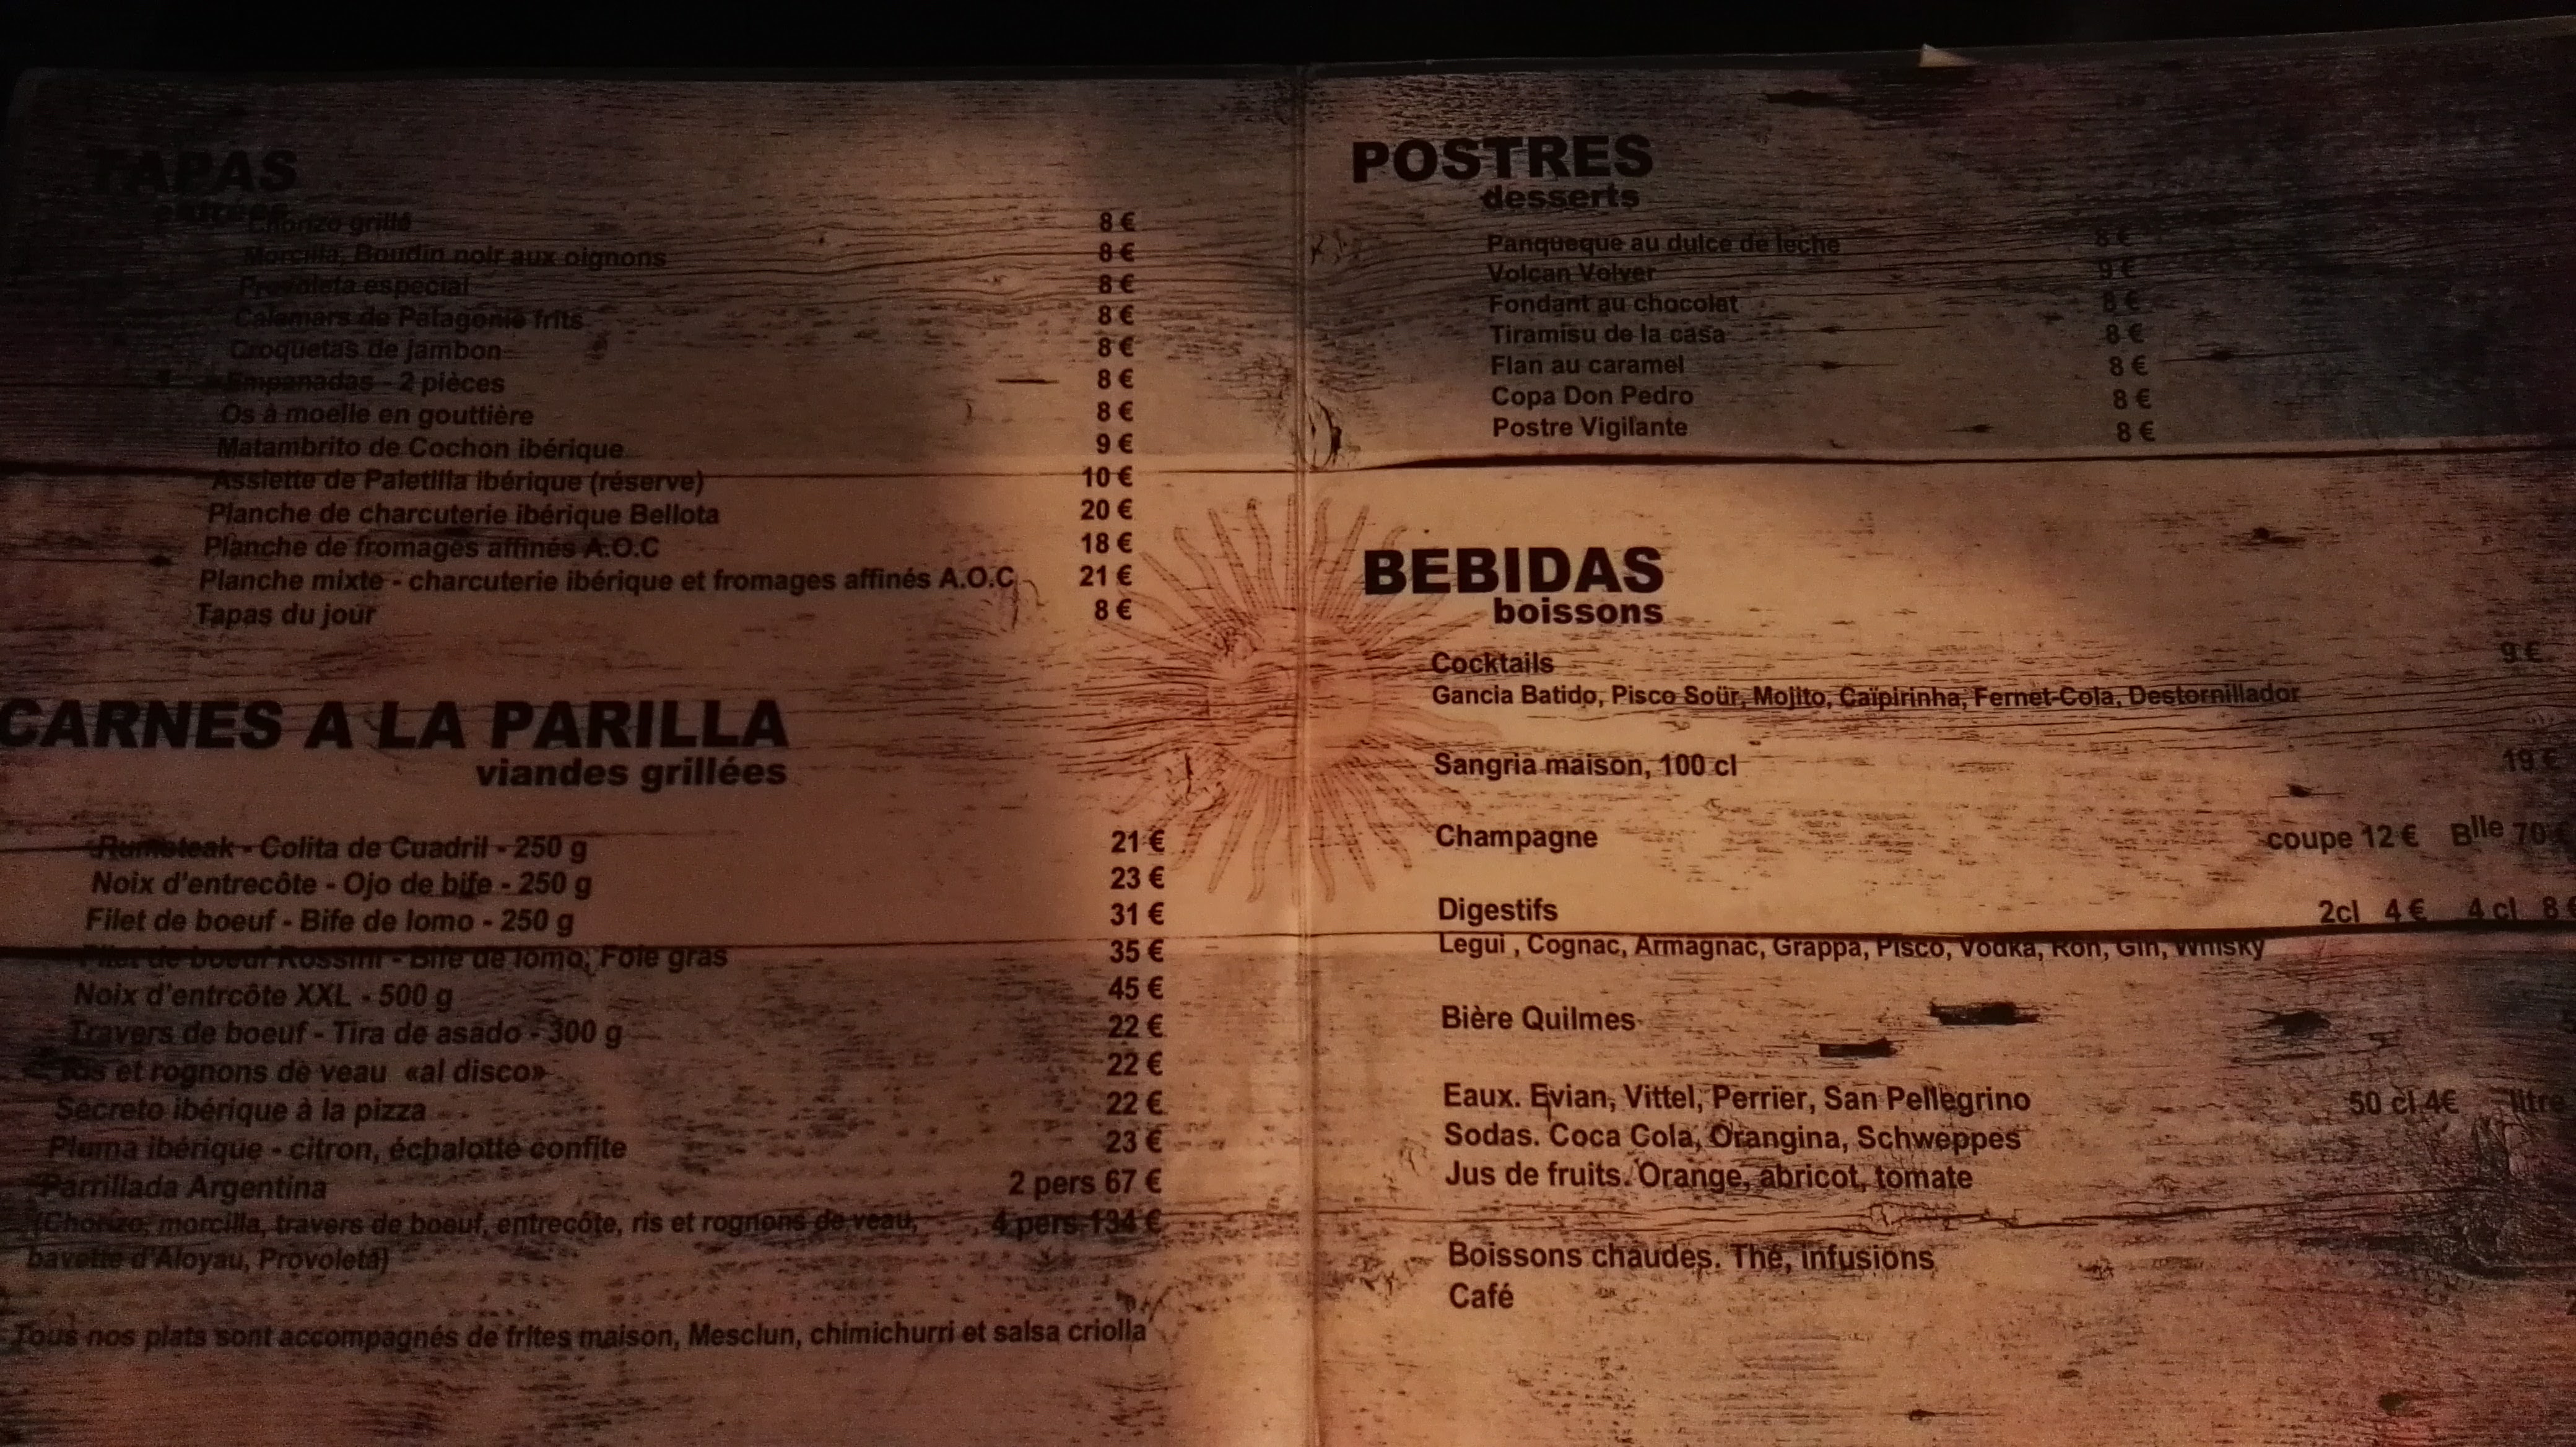 TAPAS
entrées
Chorizo grillé 8 €
Morcilla, Boudin noir aux oignons 8 €
Provoleta especial 8 €
Calamars de Patagonie frits 8 €
Croquetas de jambon 8 €
Empanadas - 2 pièces 8 €
Os à moelle en gouttière 8 €
Matambrito de Cochon ibérique 9 €
Assiette de Paletilla ibérique (réserve) 10 €
Planche de charcuterie ibérique Bellota 20 €
Planche de fromages affinés A.O.C 18 €
Planche mixte - charcuterie ibérique et fromages affinés A.O.C 21 €
Tapas du jour 8 €
CARNES A LA PARILLA
viandes grillées
Rumsteak - Colita de Cuadril - 250 g 21 €
Noix d'entrecôte - Ojo de bife - 250 g 23 €
Filet de boeuf - Bife de lomo - 250 g 31 €
Filet de boeuf Rossini - Bife de lomo, Foie gras 35 €
Noix d'entrcôte XXL - 500 g 45 €
Travers de boeuf - Tira de asado - 300 g 22 €
Ris et rognons de veau «al disco» 22 €
Secreto ibérique à la pizza 22 €
Pluma ibérique - citron, échalotte confite 23 €
Parrillada Argentina 2 pers 67 €
(Chorizo, morcilla, travers de boeuf, entrecôte, ris et rognons de veau, 4 pers 134 €
bavette d'Aloyau, Provoleta)
Tous nos plats sont accompagnés de frites maison, Mesclun, chimichurri et salsa criolla
POSTRES
desserts
Panqueque au dulce de leche 8 €
Volcan Volver 9 €
Fondant au chocolat 8 €
Tiramisu de la casa 8 €
Flan au caramel 8 €
Copa Don Pedro 8 €
Postre Vigilante 8 €
BEBIDAS
boissons
Cocktails 9 €
Gancia Batido, Pisco Soür, Mojito, Caïpirinha, Fernet-Cola, Destornillador
Sangria maison, 100 cl 19 €
Champagne coupe 12 € Blle 70 €
Digestifs 2cl 4 € 4 cl 8 €
Legui , Cognac, Armagnac, Grappa, Pisco, Vodka, Ron, Gin, Whisky
Bière Quilmes
Eaux. Evian, Vittel, Perrier, San Pellegrino 50 cl 4€ litre
Sodas. Coca Cola, Orangina, Schweppes
Jus de fruits. Orange, abricot, tomate
Boissons chaudes. Thé, infusions
Café